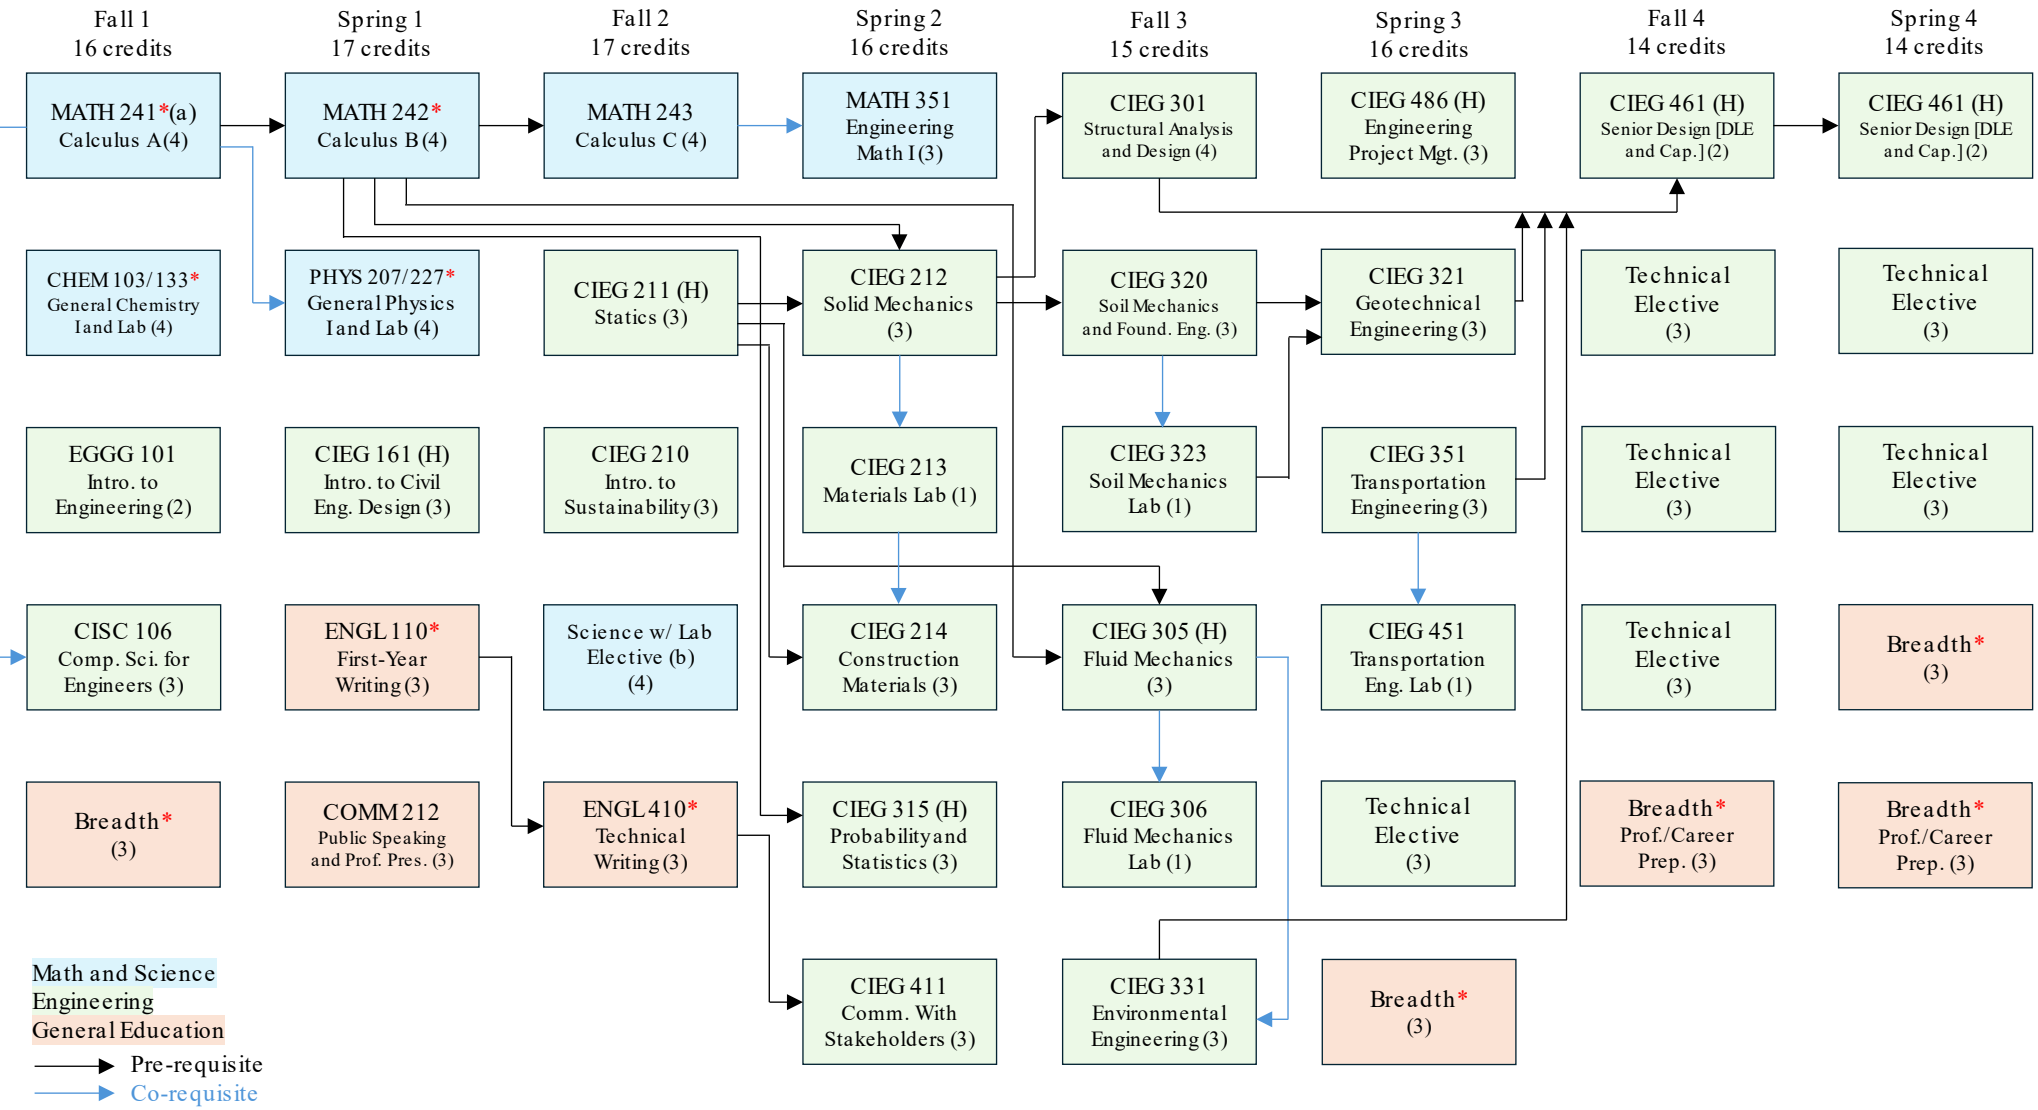 Fall 1
16 credits
Spring 1
17 credits
Fall 2
17 credits
Spring 2
16 credits
Fall 3
15 credits
Spring 3
16 credits
Fall 4
14 credits
Spring 4
14 credits
MATH 241*(a)
Calculus A (4)
MATH 242*
Calculus B (4)
MATH 243
Calculus C (4)
MATH 351
Engineering
Math I (3)
CIEG 301
Structural Analysis
and Design (4)
CIEG 486 (H)
Engineering
Project Mgt. (3)
CIEG 461 (H)
Senior Design [DLE
and Cap.] (2)
CIEG 461 (H)
Senior Design [DLE
and Cap.] (2)
CHEM 103/133*
General Chemistry
I and Lab (4)
PHYS 207/227*
General Physics
I and Lab (4)
CIEG 211 (H)
Statics (3)
CIEG 212
Solid Mechanics
(3)
CIEG 320
Soil Mechanics
and Found. Eng. (3)
CIEG 321
Geotechnical
Engineering (3)
Technical
Elective
(3)
Technical
Elective
(3)
EGGG 101
Intro. to
Engineering (2)
CIEG 161 (H)
Intro. to Civil
Eng. Design (3)
CIEG 210
Intro. to
Sustainability (3)
CIEG 213
Materials Lab (1)
CIEG 323
Soil Mechanics
Lab (1)
CIEG 351
Transportation
Engineering (3)
Technical
Elective
(3)
Technical
Elective
(3)
CISC 106
Comp. Sci. for
Engineers (3)
ENGL 110*
First-Year
Writing (3)
Science w/ Lab
Elective (b)
(4)
CIEG 214
Construction
Materials (3)
CIEG 305 (H)
Fluid Mechanics
(3)
CIEG 451
Transportation
Eng. Lab (1)
Technical
Elective
(3)
Breadth*
(3)
Breadth*
(3)
COMM 212
Public Speaking
and Prof. Pres. (3)
ENGL 410*
Technical
Writing (3)
CIEG 315 (H)
Probability and
Statistics (3)
CIEG 306
Fluid Mechanics
Lab (1)
Technical
Elective
(3)
Breadth*
Prof./Career
Prep. (3)
Breadth*
Prof./Career
Prep. (3)
CIEG 411
Comm. With
Stakeholders (3)
CIEG 331
Environmental
Engineering (3)
Breadth*
(3)
Math and Science
Engineering
General Education
Pre-requisite
Co-requisite